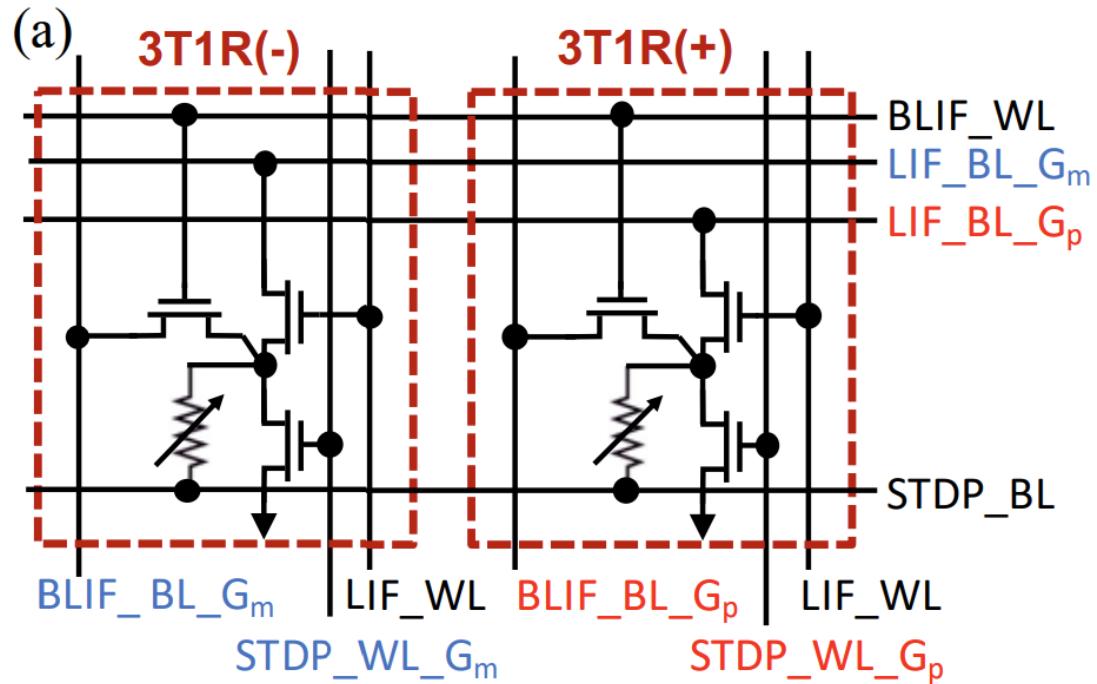 (a)
3T1R(-)
3T1R(+)
BLIF_WL
LIF_BL_Gm
LIF_BL_Gp
STDP_BL
BLIF_ BL_Gm
LIF_WL
BLIF_BL_Gp
LIF_WL
STDP_WL_Gm
STDP_WL_Gp